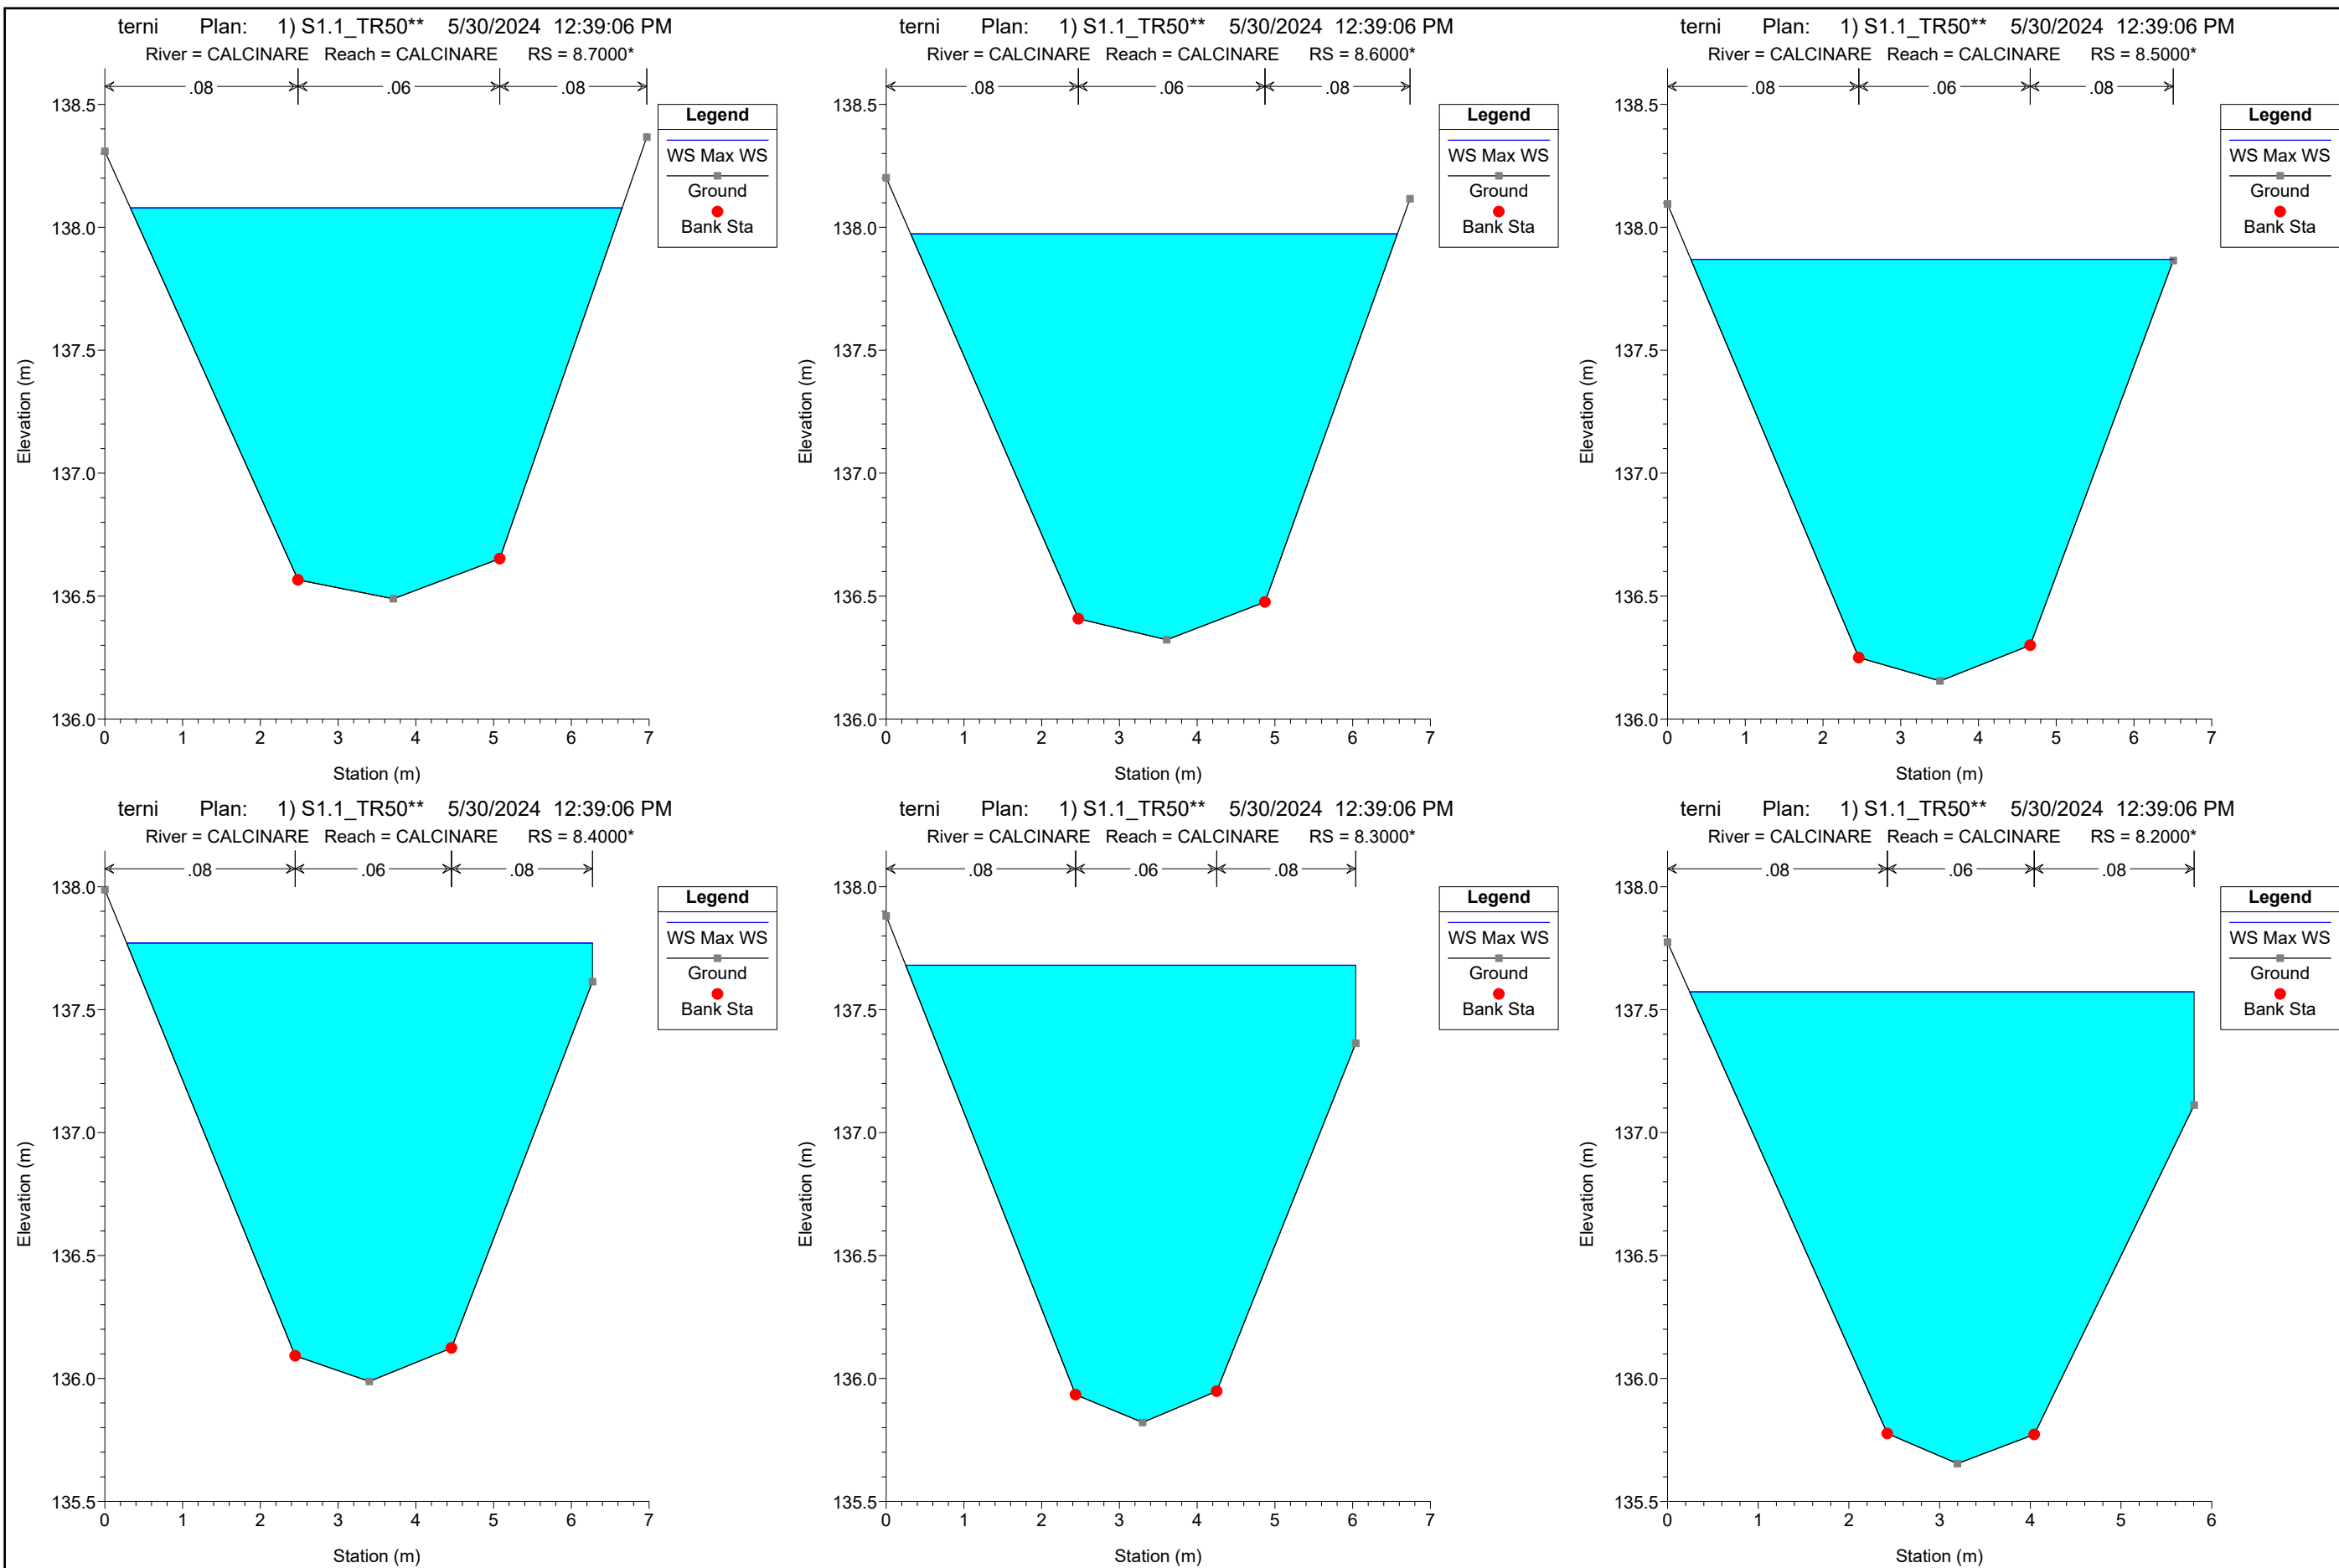 terni Plan: 1) S1.1_TR50** 5/30/2024 12:39:06 PM
River = CALCINARE Reach = CALCINARE RS = 8.7000*
.08 .06 .08
138.5
138.0
137.5
137.0
136.5
136.0
0 1 2 3 4 5 6 7
Station (m)
Elevation (m)
Legend
WS Max WS
Ground
Bank Sta
terni Plan: 1) S1.1_TR50** 5/30/2024 12:39:06 PM
River = CALCINARE Reach = CALCINARE RS = 8.6000*
.08 .06 .08
138.5
138.0
137.5
137.0
136.5
136.0
0 1 2 3 4 5 6 7
Station (m)
Elevation (m)
Legend
WS Max WS
Ground
Bank Sta
terni Plan: 1) S1.1_TR50** 5/30/2024 12:39:06 PM
River = CALCINARE Reach = CALCINARE RS = 8.5000*
.08 .06 .08
138.5
138.0
137.5
137.0
136.5
136.0
0 1 2 3 4 5 6 7
Station (m)
Elevation (m)
Legend
WS Max WS
Ground
Bank Sta
terni Plan: 1) S1.1_TR50** 5/30/2024 12:39:06 PM
River = CALCINARE Reach = CALCINARE RS = 8.4000*
.08 .06 .08
138.0
137.5
137.0
136.5
136.0
135.5
0 1 2 3 4 5 6 7
Station (m)
Elevation (m)
Legend
WS Max WS
Ground
Bank Sta
terni Plan: 1) S1.1_TR50** 5/30/2024 12:39:06 PM
River = CALCINARE Reach = CALCINARE RS = 8.3000*
.08 .06 .08
138.0
137.5
137.0
136.5
136.0
135.5
0 1 2 3 4 5 6 7
Station (m)
Elevation (m)
Legend
WS Max WS
Ground
Bank Sta
terni Plan: 1) S1.1_TR50** 5/30/2024 12:39:06 PM
River = CALCINARE Reach = CALCINARE RS = 8.2000*
.08 .06 .08
138.0
137.5
137.0
136.5
136.0
135.5
0 1 2 3 4 5 6
Station (m)
Elevation (m)
Legend
WS Max WS
Ground
Bank Sta